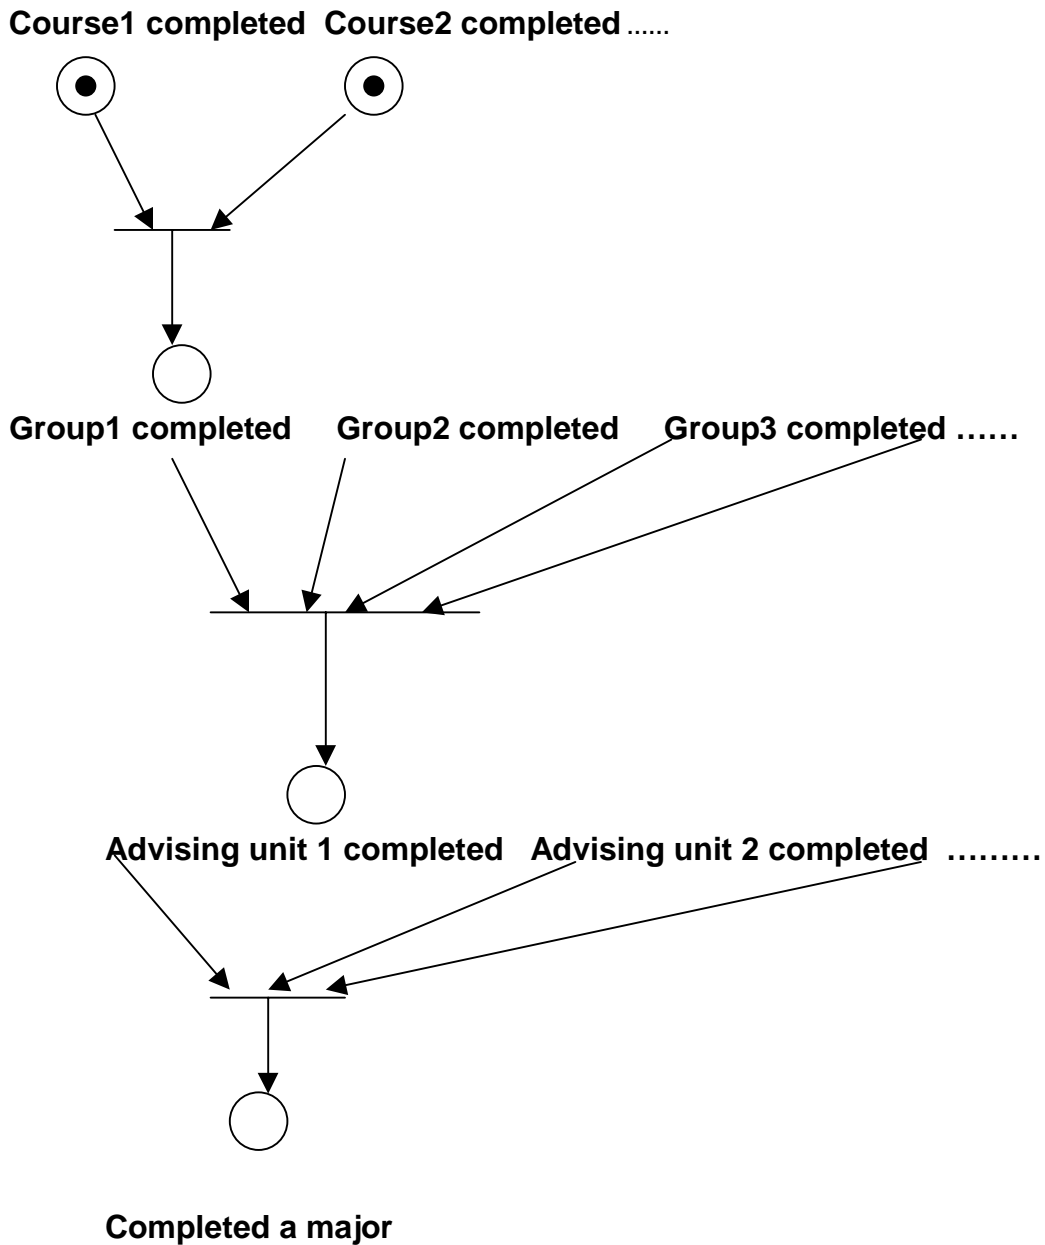 Course1 completed Course2 completed ......
Group1 completed Group2 completed Group3 completed ......
Advising unit 1 completed Advising unit 2 completed .........
Completed a major